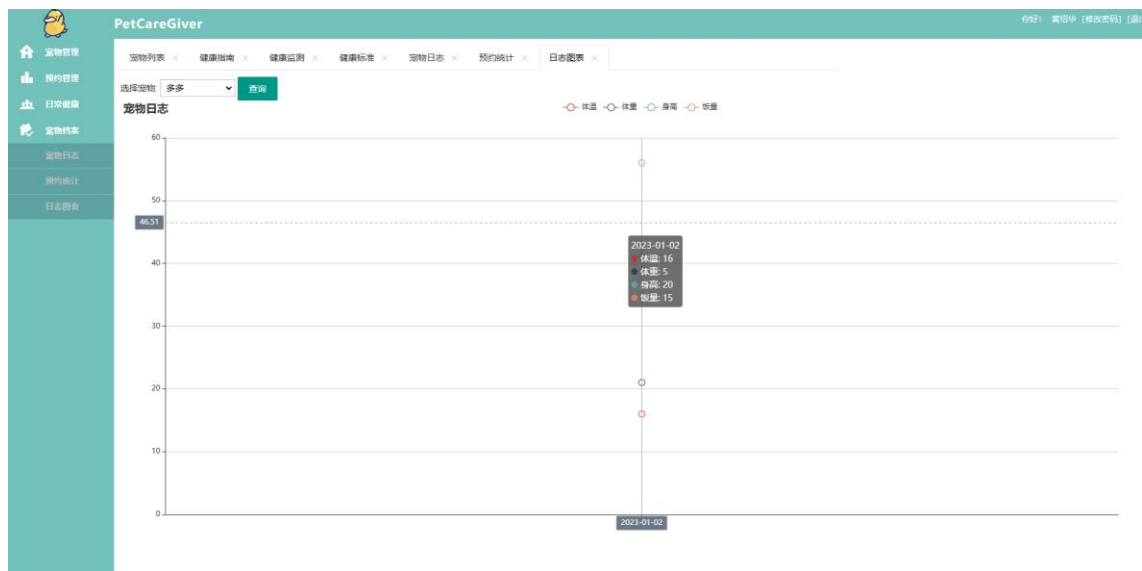 PetCareGiver
你好! 黄绍华 [修改密码] [退出
宠物管理
预约管理
日常健康
宠物档案
宠物日志
预约统计
日志图表
宠物列表 × 健康指南 × 健康监测 × 健康标准 × 宠物日志 × 预约统计 × 日志图表 ×
选择宠物: 多多 查询
宠物日志
体温 体重 身高 饭量
60
50
46.51
40
30
20
10
0
2023-01-02
体温: 16
体重: 5
身高: 20
饭量: 15
2023-01-02